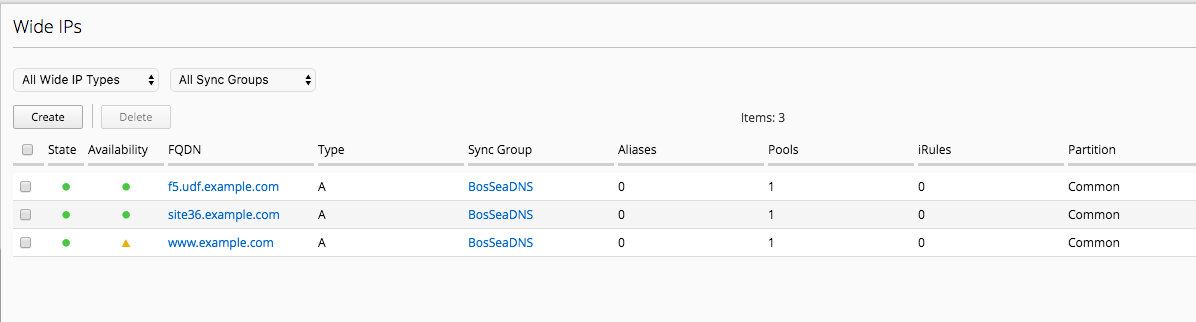 Wide IPs
All Wide IP Types All Sync Groups
Create Delete Items: 3
State Availability FQDN Type Sync Group Aliases Pools iRules Partition
f5.udf.example.com A BosSeaDNS 0 1 0 Common
site36.example.com A BosSeaDNS 0 1 0 Common
www.example.com A BosSeaDNS 0 1 0 Common